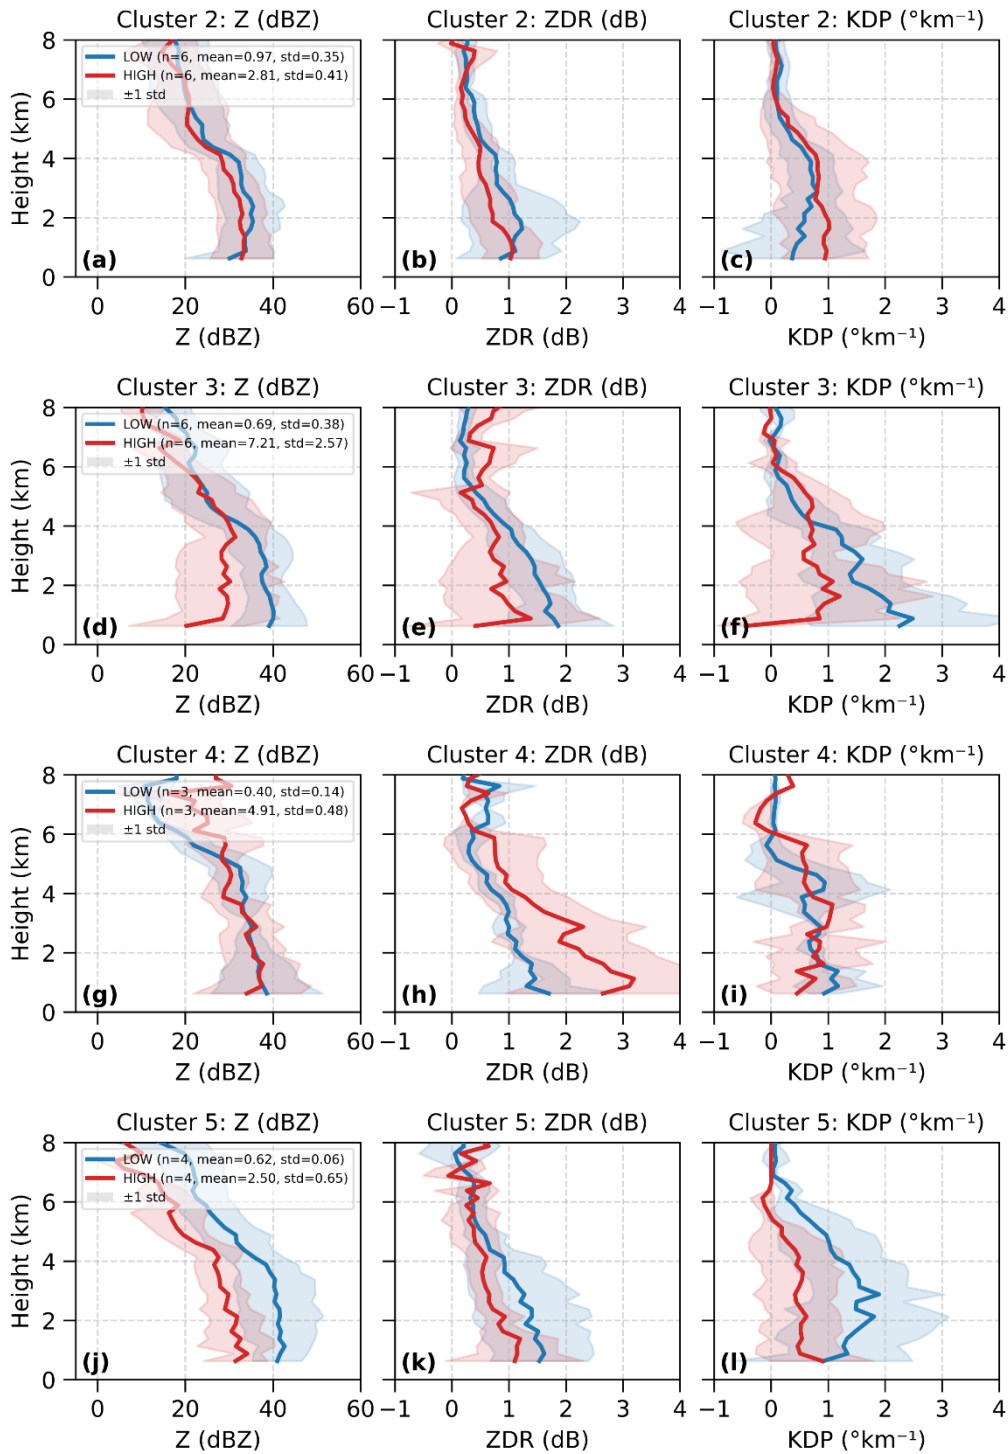 Cluster 2: Z (dBZ)
Cluster 2: ZDR (dB)
Cluster 2: KDP (°km⁻¹)
8
6
4
2
0
Height (km)
LOW (n=6, mean=0.97, std=0.35)
HIGH (n=6, mean=2.81, std=0.41)
±1 std
(a)
(b)
(c)
0 20 40 60
−1 0 1 2 3 4
−1 0 1 2 3 4
Z (dBZ)
ZDR (dB)
KDP (°km⁻¹)
Cluster 3: Z (dBZ)
Cluster 3: ZDR (dB)
Cluster 3: KDP (°km⁻¹)
8
6
4
2
0
Height (km)
LOW (n=6, mean=0.69, std=0.38)
HIGH (n=6, mean=7.21, std=2.57)
±1 std
(d)
(e)
(f)
0 20 40 60
−1 0 1 2 3 4
−1 0 1 2 3 4
Z (dBZ)
ZDR (dB)
KDP (°km⁻¹)
Cluster 4: Z (dBZ)
Cluster 4: ZDR (dB)
Cluster 4: KDP (°km⁻¹)
8
6
4
2
0
Height (km)
LOW (n=3, mean=0.40, std=0.14)
HIGH (n=3, mean=4.91, std=0.48)
±1 std
(g)
(h)
(i)
0 20 40 60
−1 0 1 2 3 4
−1 0 1 2 3 4
Z (dBZ)
ZDR (dB)
KDP (°km⁻¹)
Cluster 5: Z (dBZ)
Cluster 5: ZDR (dB)
Cluster 5: KDP (°km⁻¹)
8
6
4
2
0
Height (km)
LOW (n=4, mean=0.62, std=0.06)
HIGH (n=4, mean=2.50, std=0.65)
±1 std
(j)
(k)
(l)
0 20 40 60
−1 0 1 2 3 4
−1 0 1 2 3 4
Z (dBZ)
ZDR (dB)
KDP (°km⁻¹)